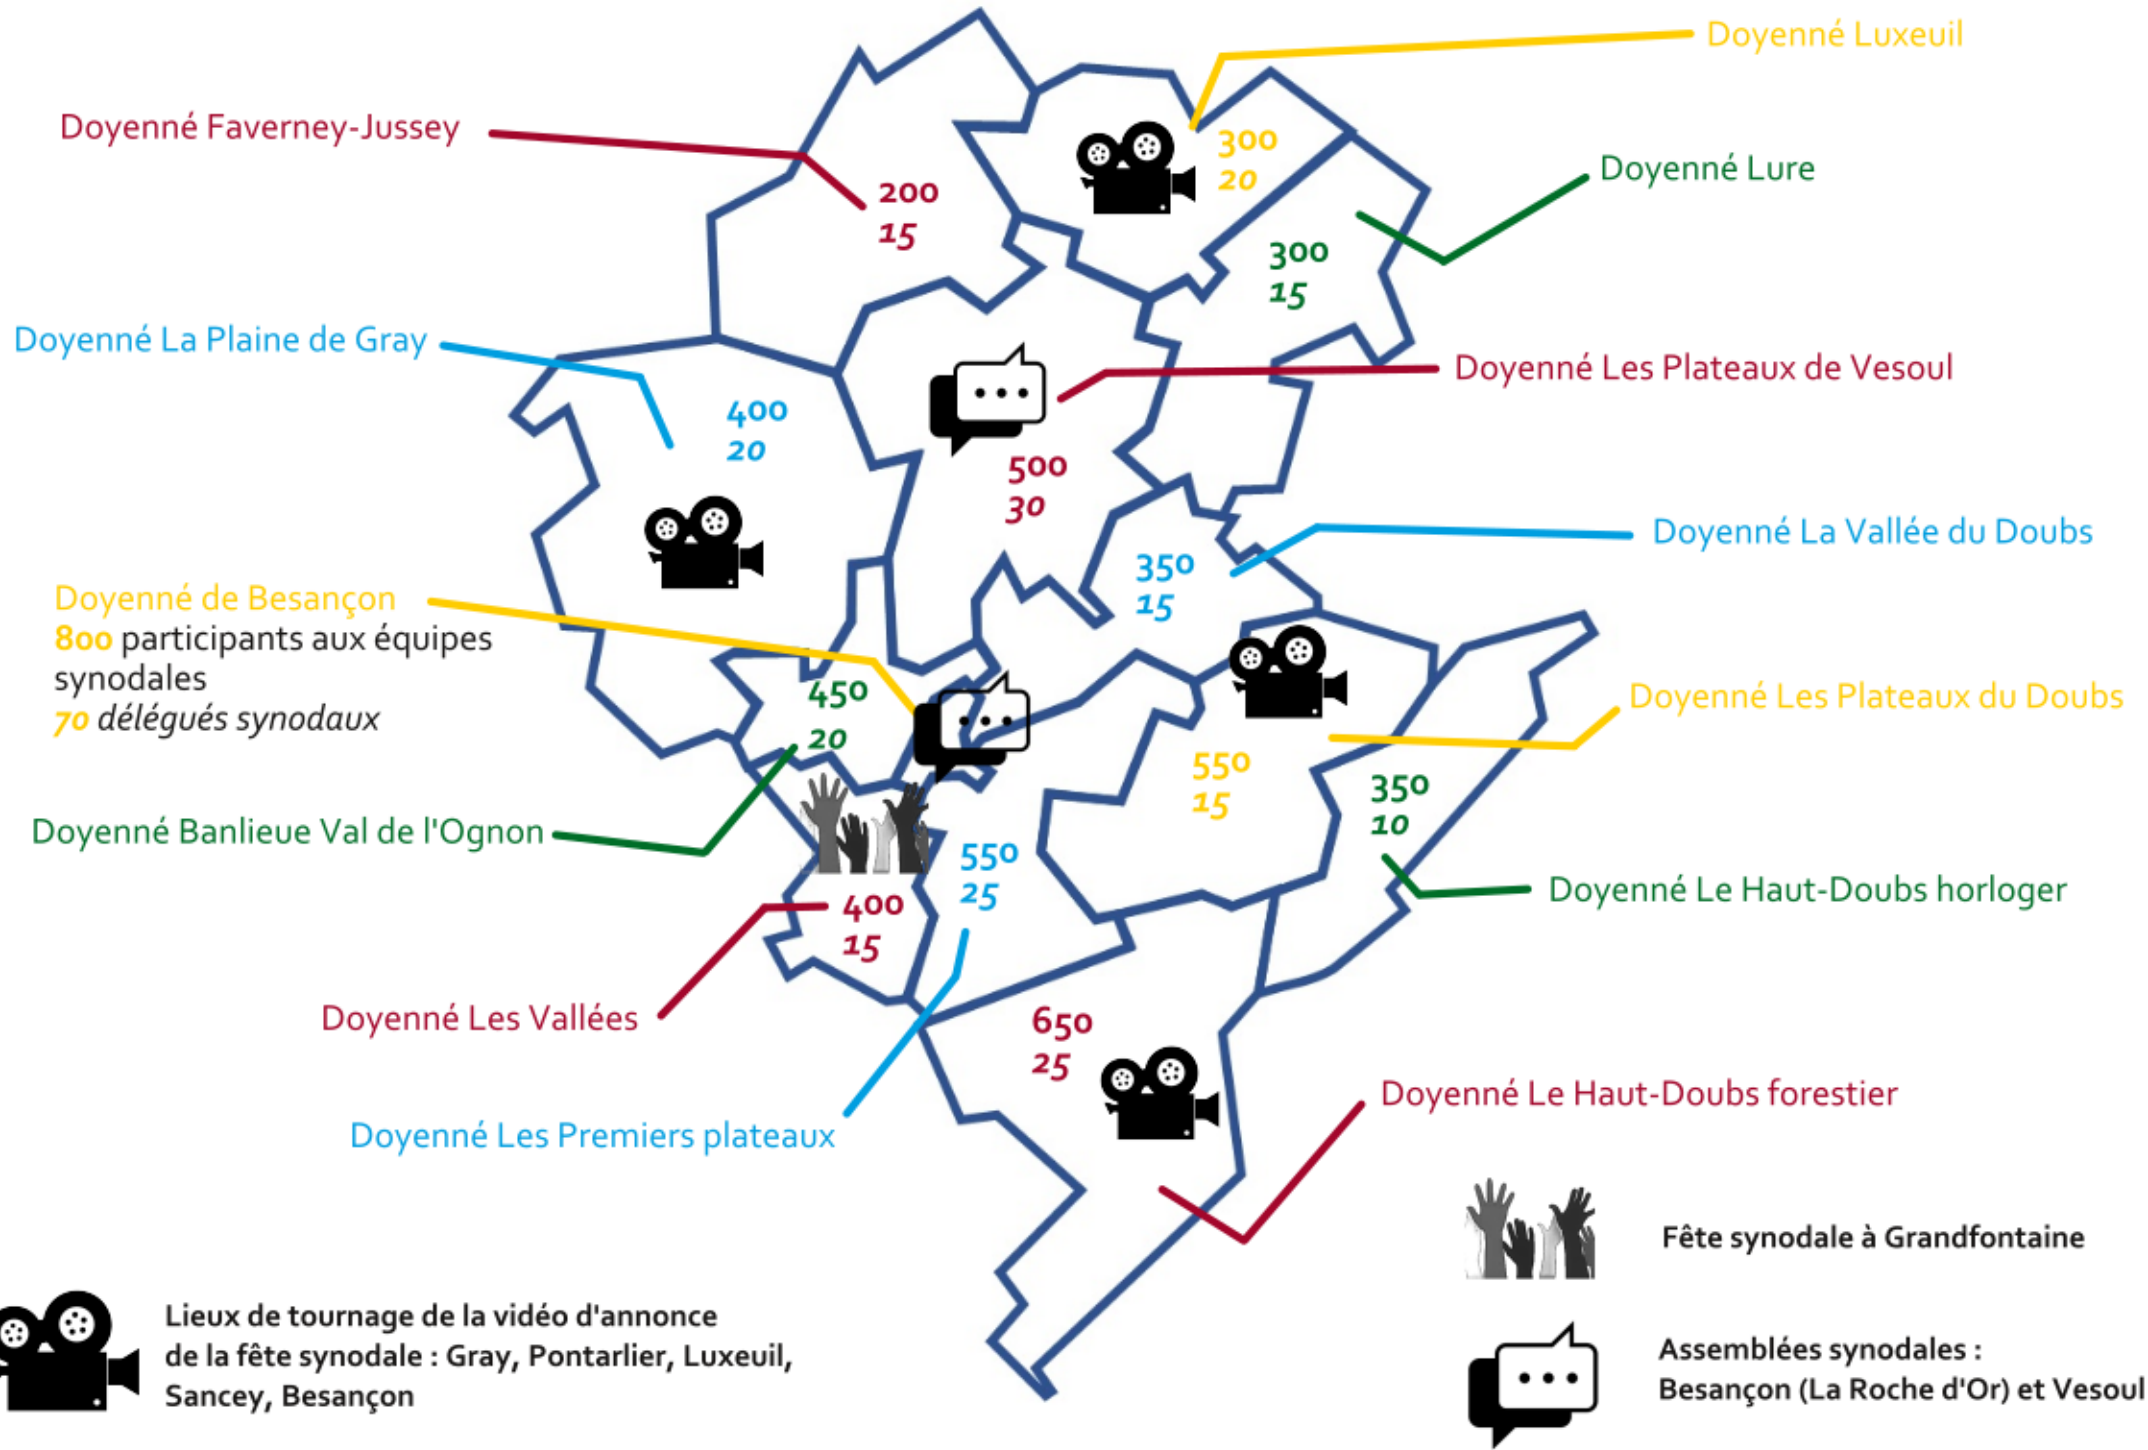 Doyenné Luxeuil
Doyenné Faverney-Jussey
300
20
Doyenné Lure
200
15
300
15
Doyenné La Plaine de Gray
Doyenné Les Plateaux de Vesoul
400
20
500
30
Doyenné La Vallée du Doubs
350
15
Doyenné de Besançon
800 participants aux équipes
synodales
70 délégués synodaux
450
20
Doyenné Les Plateaux du Doubs
550
15
350
10
Doyenné Banlieue Val de l'Ognon
550
25
Doyenné Le Haut-Doubs horloger
400
15
Doyenné Les Vallées
650
25
Doyenné Les Premiers plateaux
Doyenné Le Haut-Doubs forestier
Fête synodale à Grandfontaine
Lieux de tournage de la vidéo d'annonce
de la fête synodale : Gray, Pontarlier, Luxeuil,
Sancey, Besançon
Assemblées synodales :
Besançon (La Roche d'Or) et Vesoul